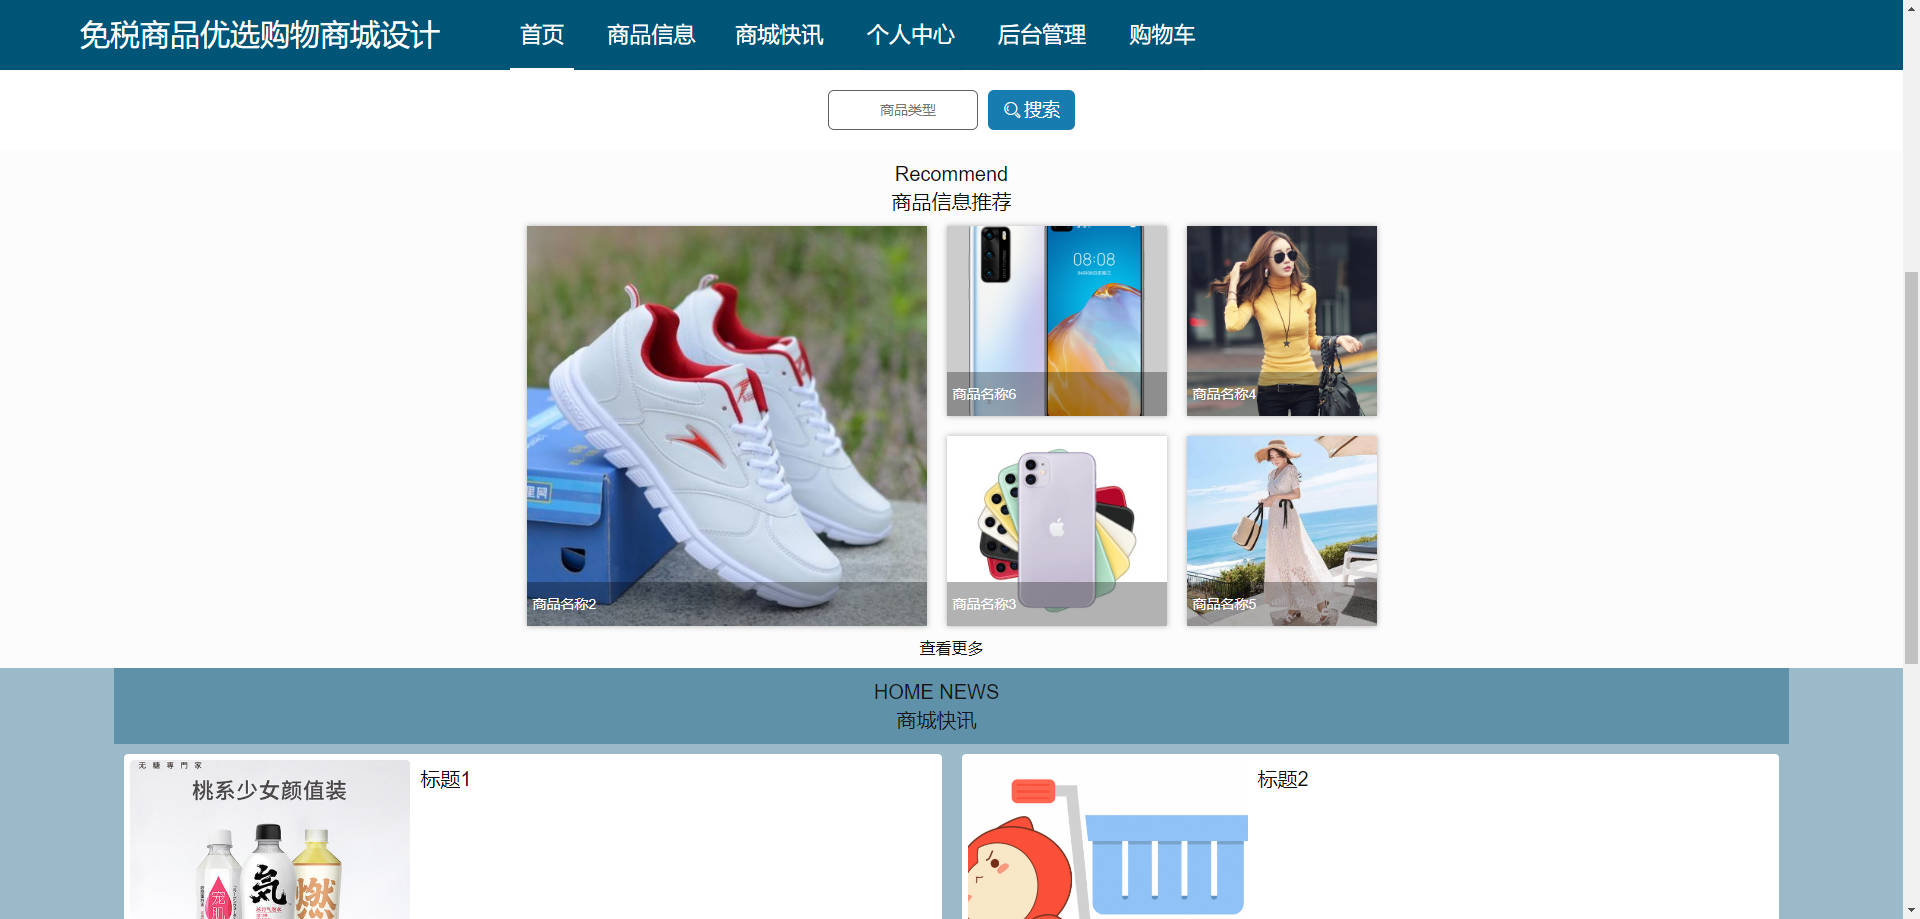 免税商品优选购物商城设计 首页 商品信息 商城快讯 个人中心 后台管理 购物车
商品类型 搜索
Recommend
商品信息推荐
08:08
商品名称6
商品名称4
商品名称2
商品名称3
商品名称5
查看更多
HOME NEWS
商城快讯
无糖専門家
桃系少女颜值装
気
燃
标题1
标题2